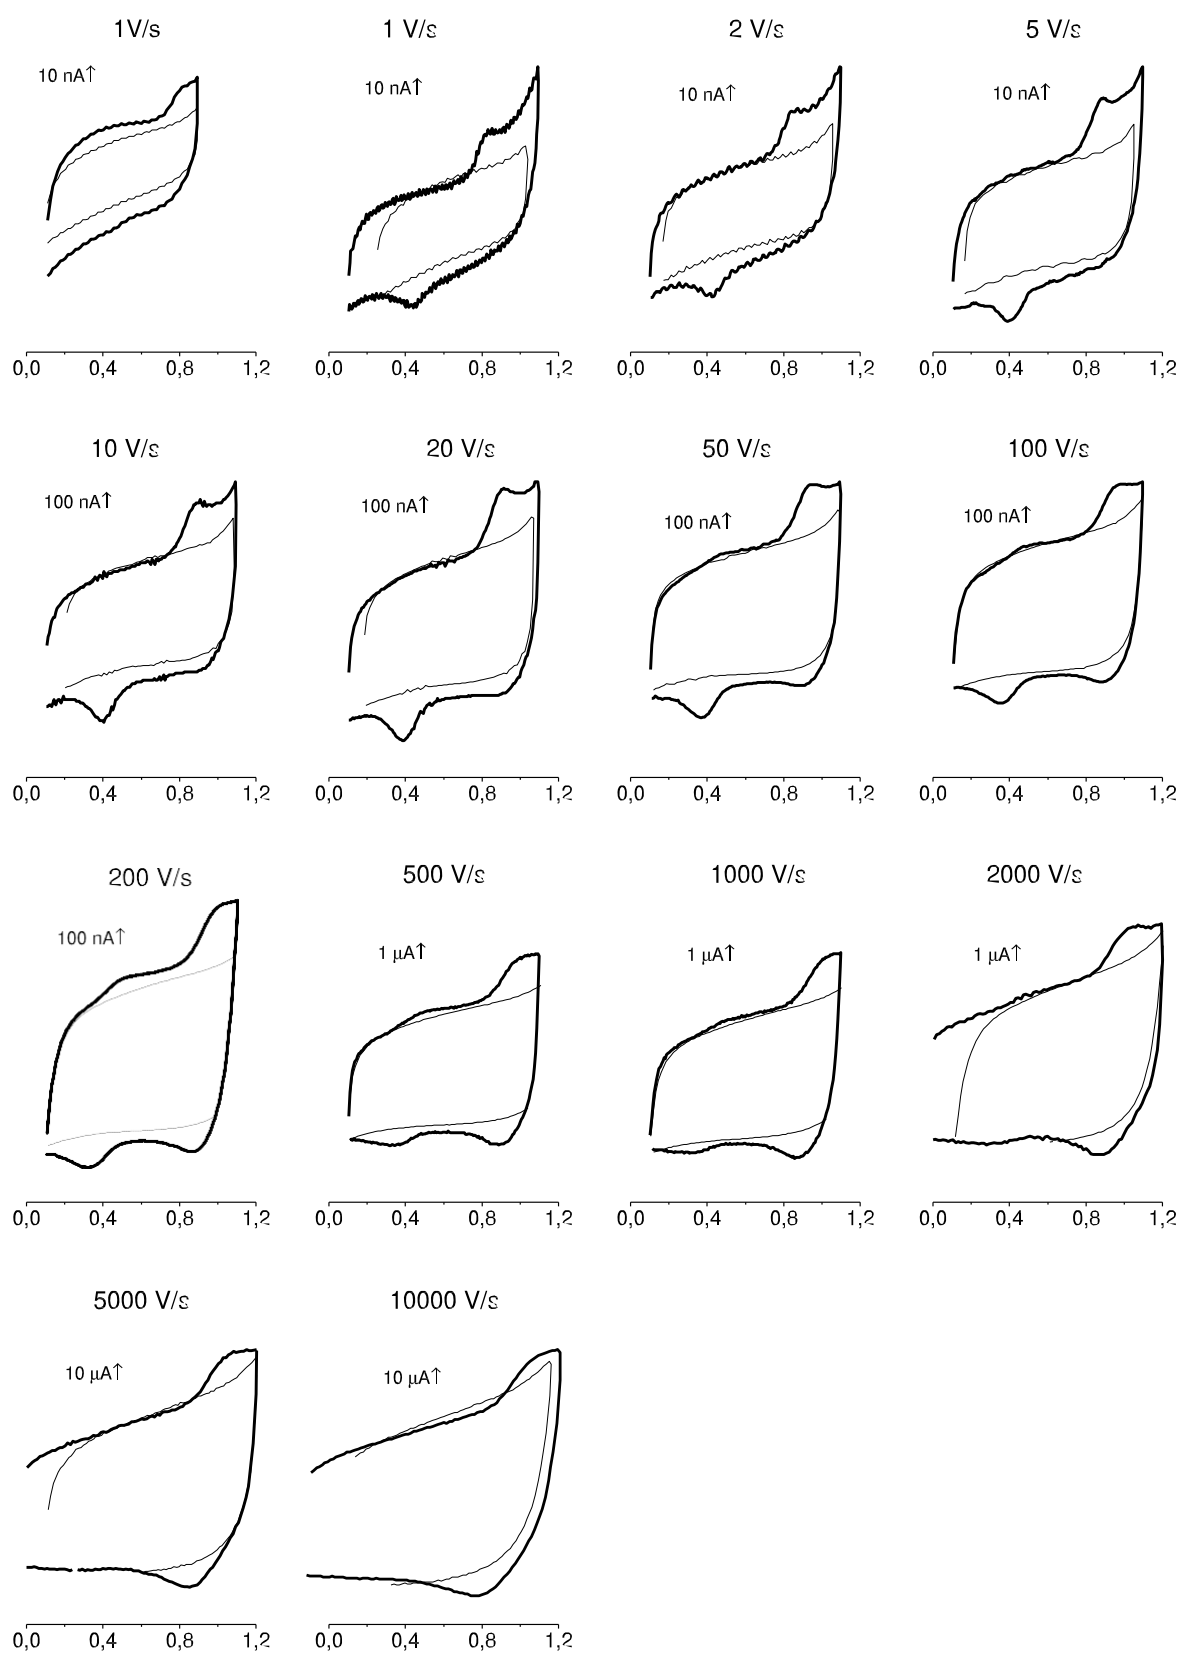 1V/s 1 V/s 2 V/s 5 V/s
10 nA↑ 10 nA↑ 10 nA↑ 10 nA↑
0,0 0,4 0,8 1,2 0,0 0,4 0,8 1,2 0,0 0,4 0,8 1,2 0,0 0,4 0,8 1,2
10 V/s 20 V/s 50 V/s 100 V/s
100 nA↑ 100 nA↑ 100 nA↑ 100 nA↑
0,0 0,4 0,8 1,2 0,0 0,4 0,8 1,2 0,0 0,4 0,8 1,2 0,0 0,4 0,8 1,2
200 V/s 500 V/s 1000 V/s 2000 V/s
100 nA↑ 1 μA↑ 1 μA↑ 1 μA↑
0,0 0,4 0,8 1,2 0,0 0,4 0,8 1,2 0,0 0,4 0,8 1,2 0,0 0,4 0,8 1,2
5000 V/s 10000 V/s
10 μA↑ 10 μA↑
0,0 0,4 0,8 1,2 0,0 0,4 0,8 1,2